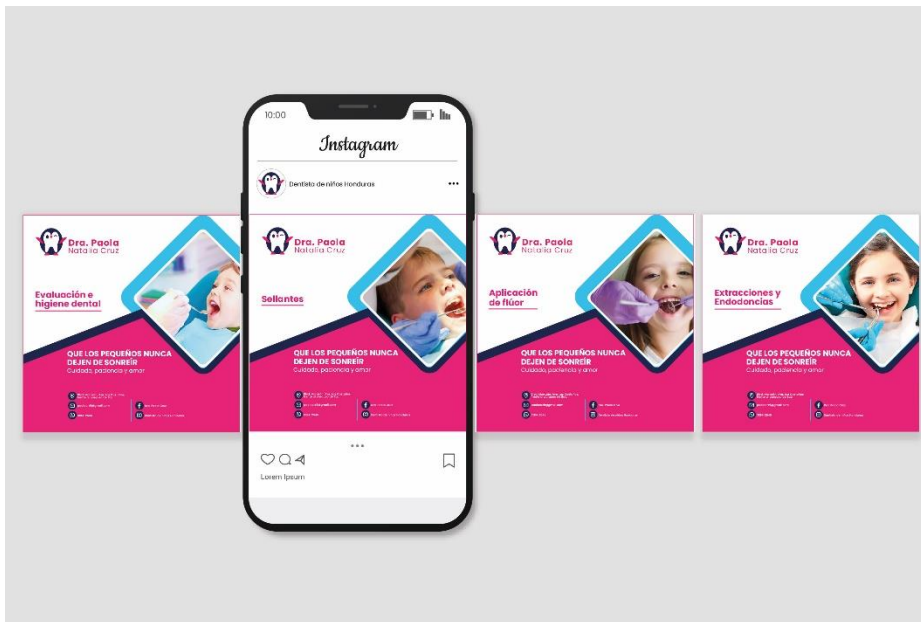 10:00
Instagram
Dentista de niños Honduras
Dra. Paola
Natalia Cruz
Evaluación e
higiene dental
QUE LOS PEQUEÑOS NUNCA
DEJEN DE SONREÍR
Cuidado, paciencia y amor
Dra. Paola
Natalia Cruz
Sellantes
QUE LOS PEQUEÑOS NUNCA
DEJEN DE SONREÍR
Cuidado, paciencia y amor
Dra. Paola
Natalia Cruz
Aplicación
de flúor
QUE LOS PEQUEÑOS NUNCA
DEJEN DE SONREÍR
Cuidado, paciencia y amor
Dra. Paola
Natalia Cruz
Extracciones y
Endodoncias
QUE LOS PEQUEÑOS NUNCA
DEJEN DE SONREÍR
Cuidado, paciencia y amor
Lorem Ipsum